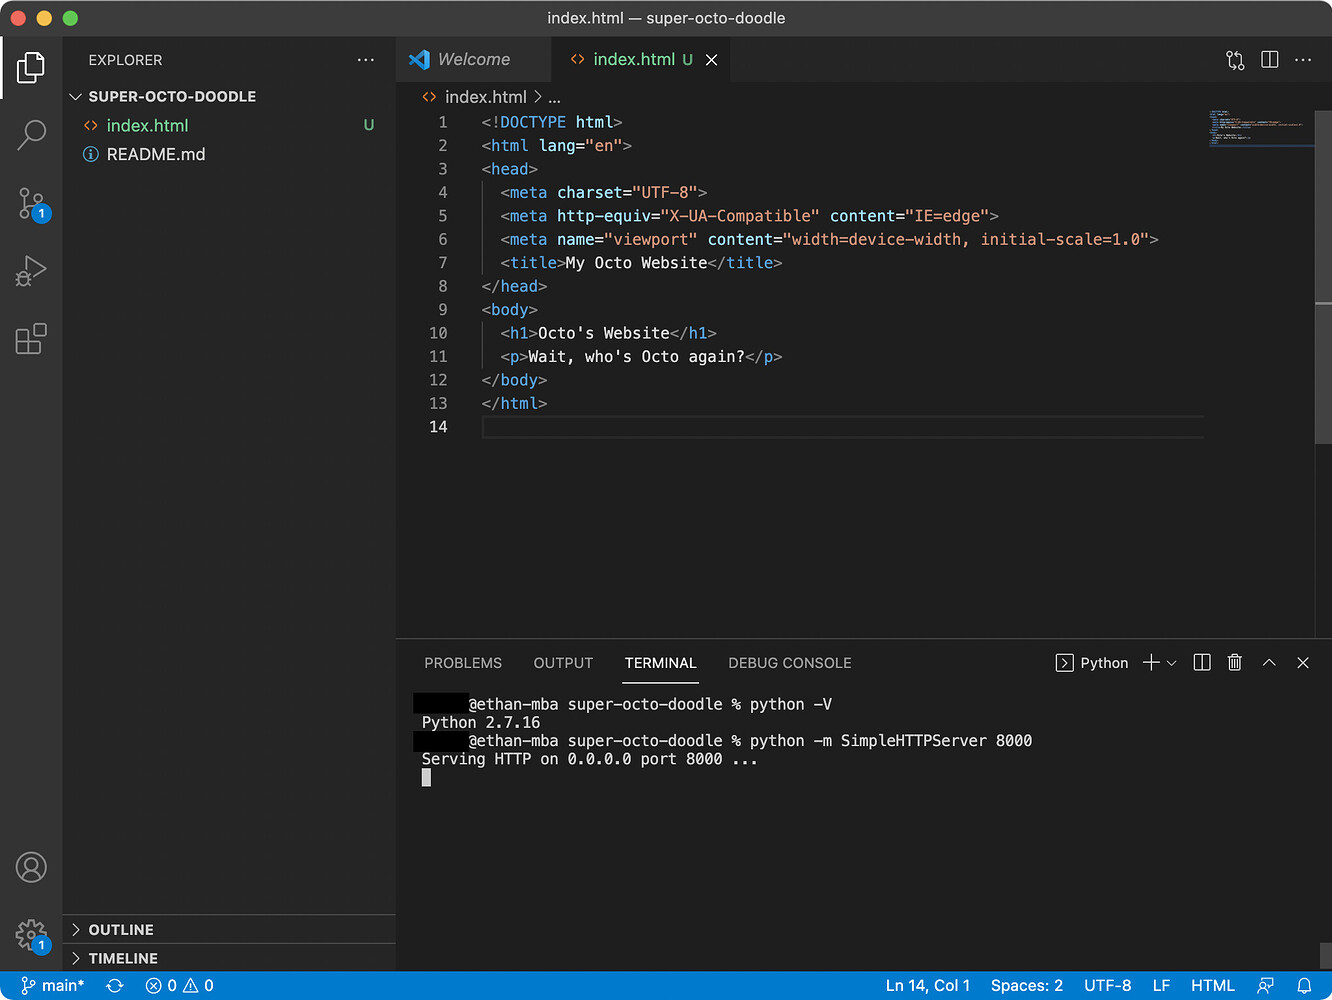 index.html — super-octo-doodle
EXPLORER
SUPER-OCTO-DOODLE
index.html U
README.md
OUTLINE
TIMELINE
1
1
Welcome
index.html U
index.html > ...
1 <!DOCTYPE html>
2 <html lang="en">
3 <head>
4 <meta charset="UTF-8">
5 <meta http-equiv="X-UA-Compatible" content="IE=edge">
6 <meta name="viewport" content="width=device-width, initial-scale=1.0">
7 <title>My Octo Website</title>
8 </head>
9 <body>
10 <h1>Octo's Website</h1>
11 <p>Wait, who's Octo again?</p>
12 </body>
13 </html>
14
PROBLEMS OUTPUT TERMINAL DEBUG CONSOLE Python
@ethan-mba super-octo-doodle % python -V
Python 2.7.16
@ethan-mba super-octo-doodle % python -m SimpleHTTPServer 8000
Serving HTTP on 0.0.0.0 port 8000 ...
main* 0 0 Ln 14, Col 1 Spaces: 2 UTF-8 LF HTML